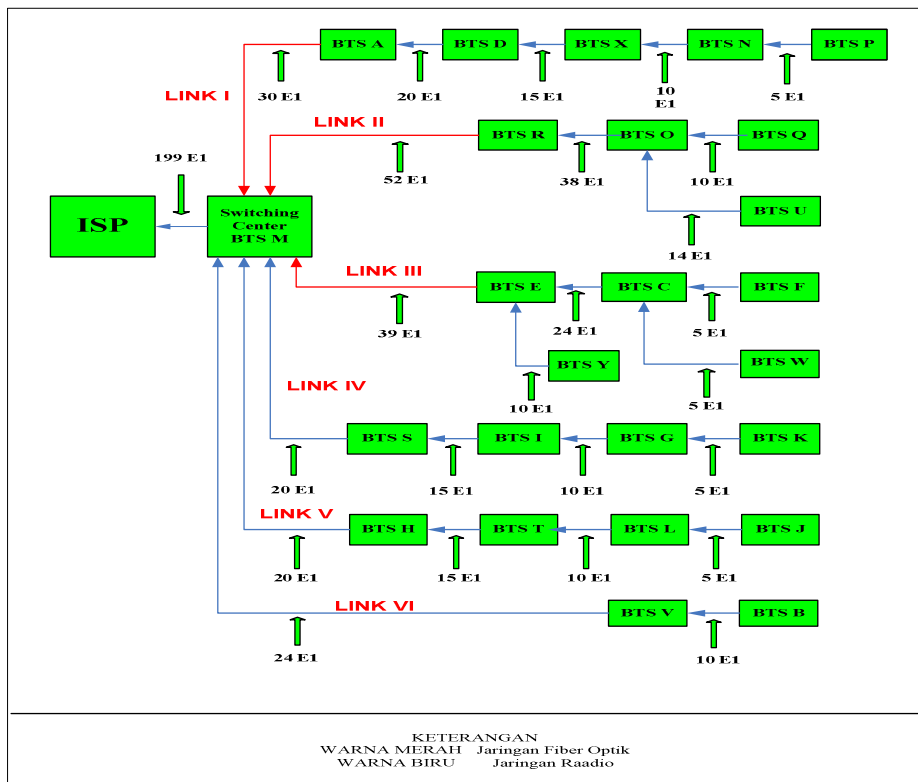 BTS A
BTS D
BTS X
BTS N
BTS P
30 E1
20 E1
15 E1
10
E1
5 E1
LINK I
LINK II
BTS R
BTS O
BTS Q
199 E1
52 E1
38 E1
10 E1
ISP
Switching
Center
BTS M
BTS U
14 E1
LINK III
BTS E
BTS C
BTS F
39 E1
24 E1
5 E1
BTS Y
BTS W
10 E1
5 E1
LINK IV
BTS S
BTS I
BTS G
BTS K
20 E1
15 E1
10 E1
5 E1
LINK V
BTS H
BTS T
BTS L
BTS J
20 E1
15 E1
10 E1
5 E1
LINK VI
BTS V
BTS B
24 E1
10 E1
KETERANGAN
WARNA MERAH Jaringan Fiber Optik
WARNA BIRU Jaringan Raadio